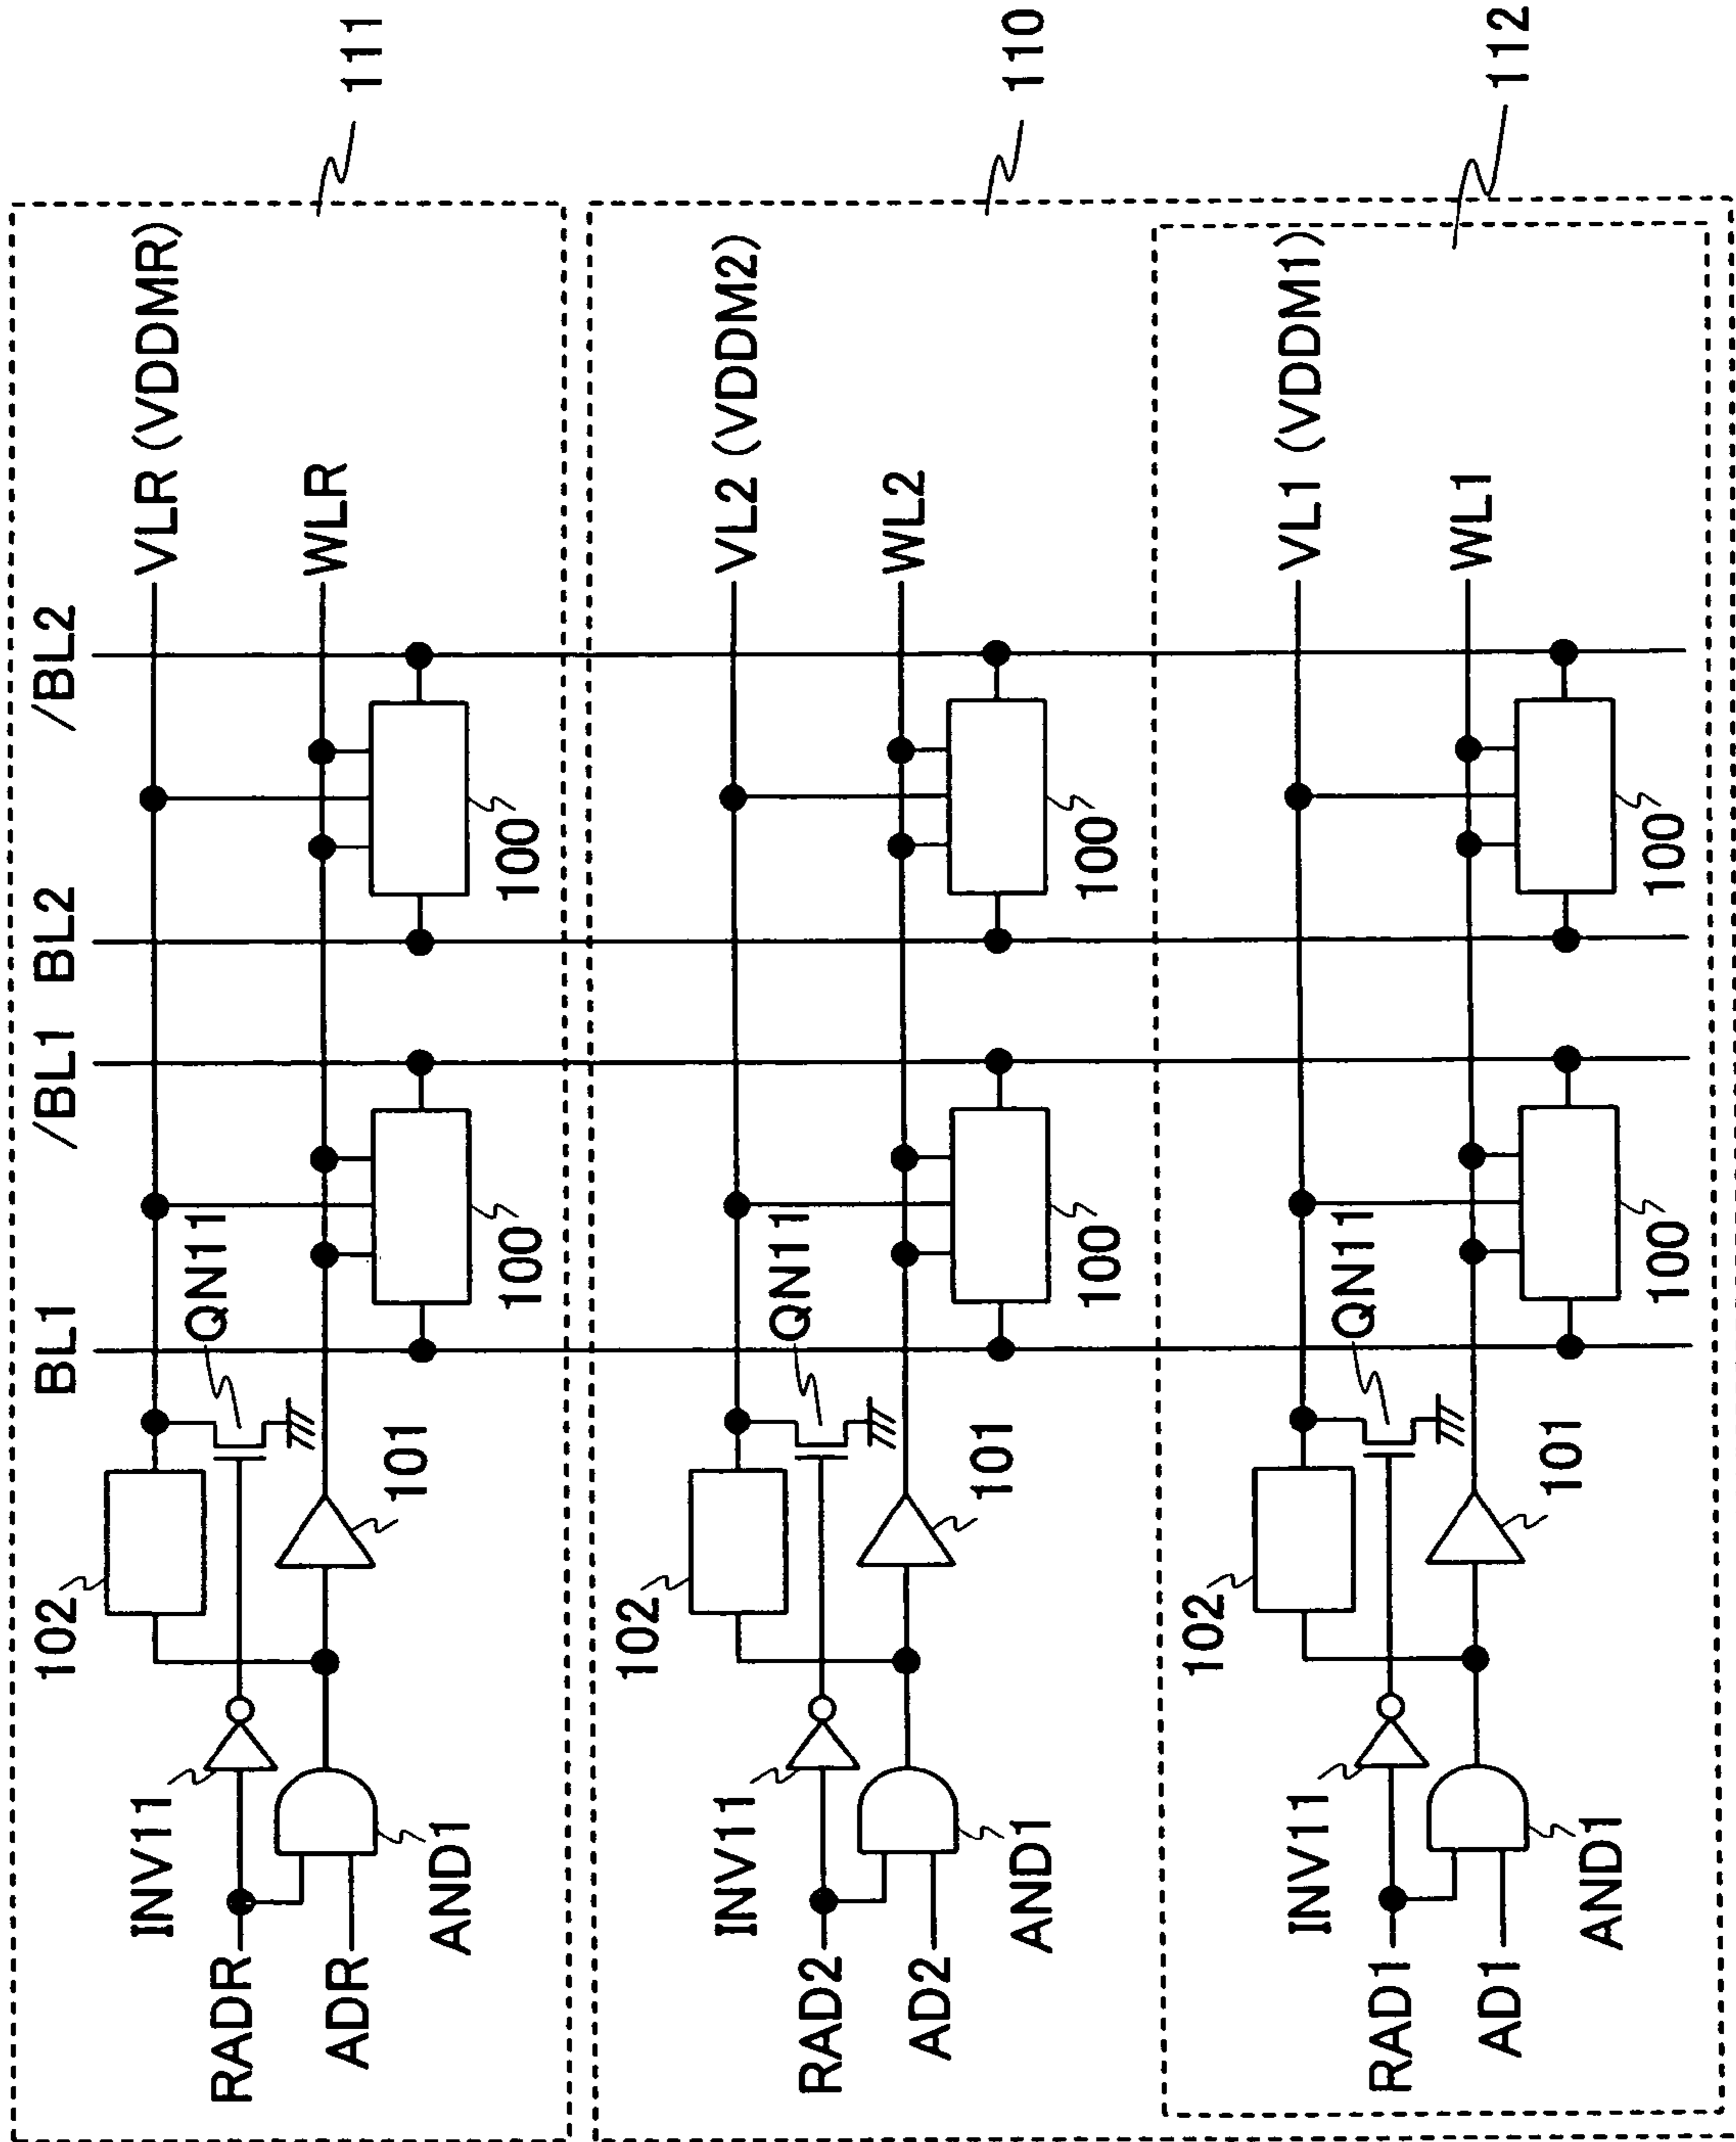 BL1 /BL1 BL2 /BL2
102
VLR (VDDMR)
INV11
QN11
RADR
WLR
ADR
AND1
101
100
100
111
102
VL2 (VDDM2)
INV11
QN11
RAD2
WL2
AD2
AND1
101
100
100
110
102
VL1 (VDDM1)
INV11
QN11
RAD1
WL1
AD1
AND1
101
100
100
112